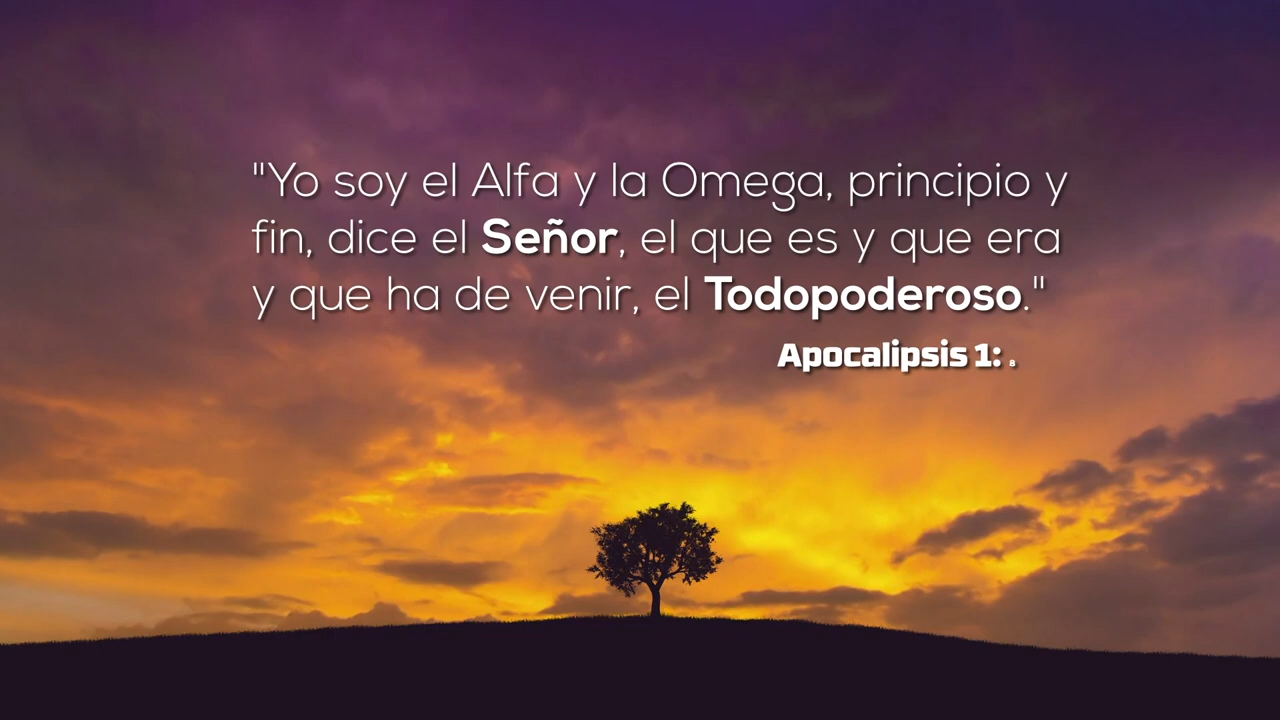 "Yo soy el Alfa y la Omega, principio y
fin, dice el Señor, el que es y que era
y que ha de venir, el Todopoderoso."
Apocalipsis 1: 8